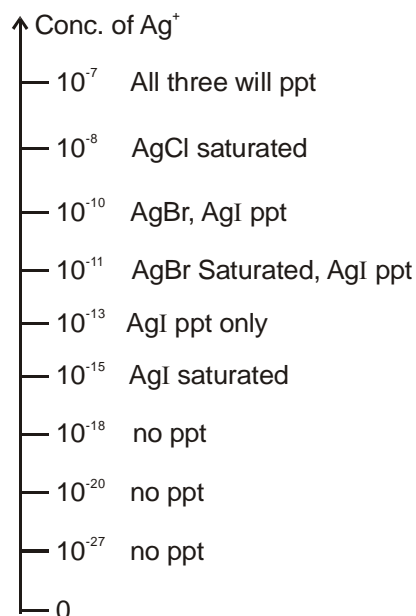 Conc. of Ag⁺
10⁻⁷ All three will ppt
10⁻⁸ AgCl saturated
10⁻¹⁰ AgBr, AgI ppt
10⁻¹¹ AgBr Saturated, AgI ppt
10⁻¹³ AgI ppt only
10⁻¹⁵ AgI saturated
10⁻¹⁸ no ppt
10⁻²⁰ no ppt
10⁻²⁷ no ppt
0